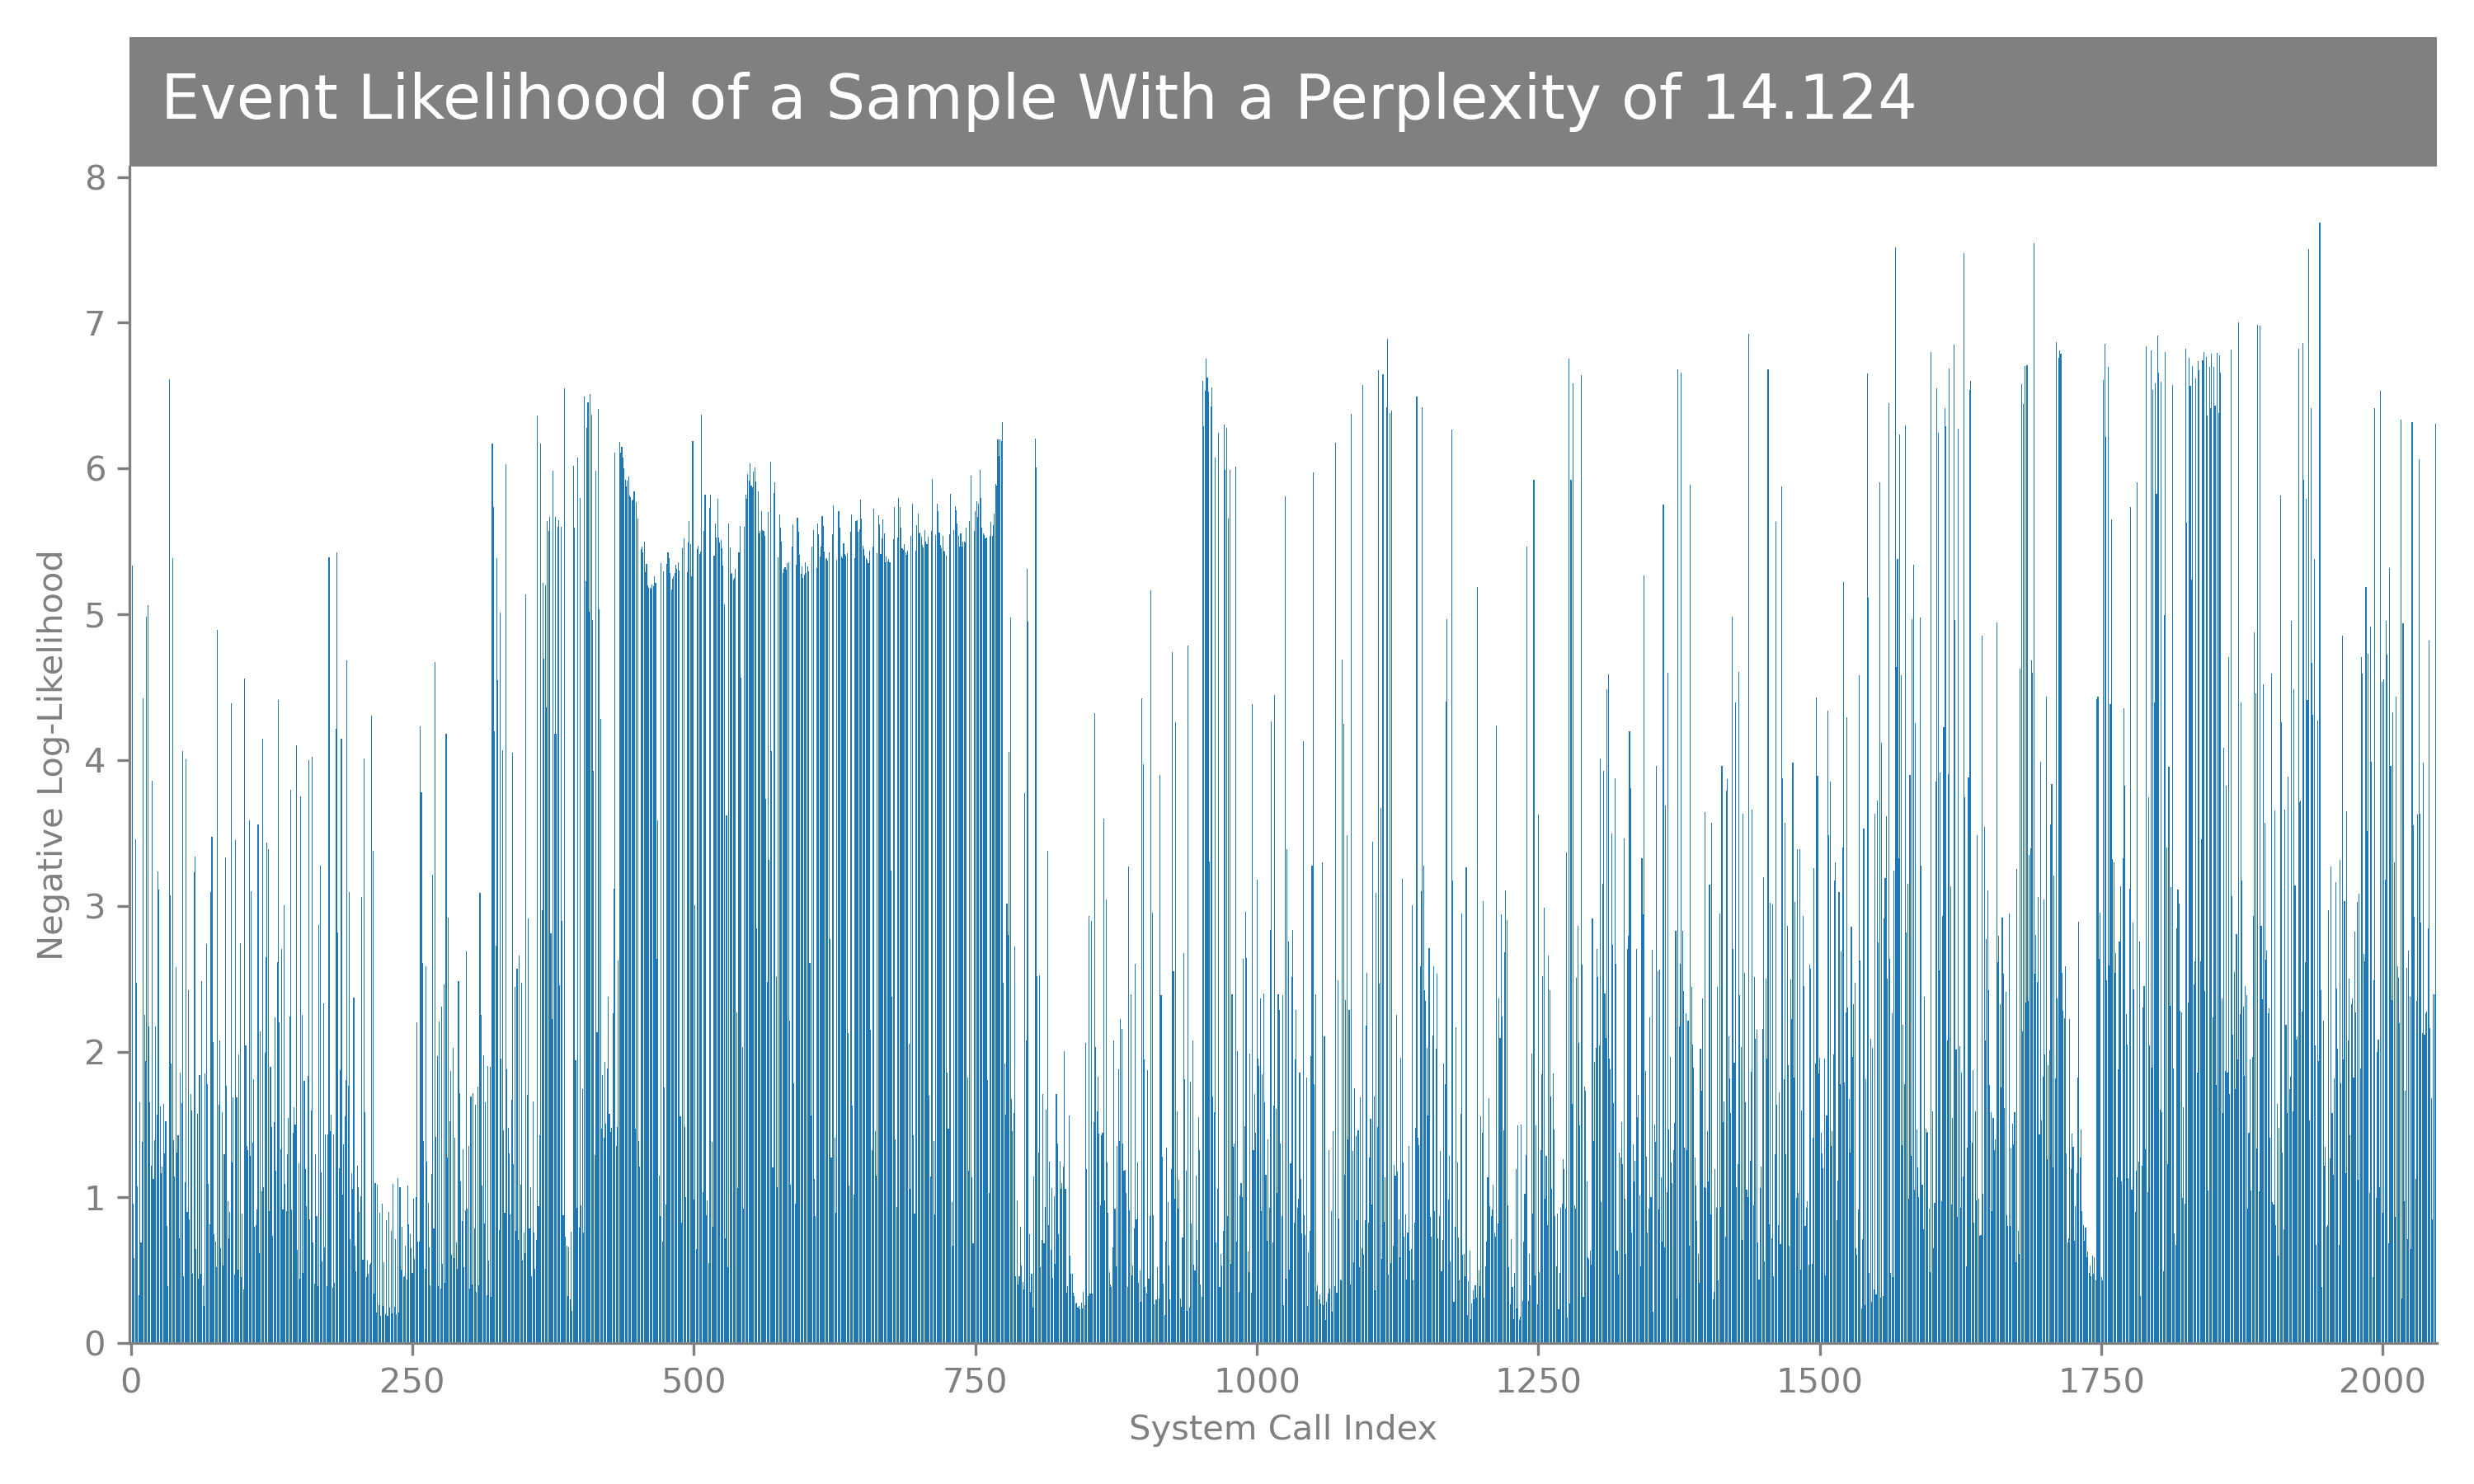 Event Likelihood of a Sample With a Perplexity of 14.124
8
7
6
5
4
3
2
1
0
Negative Log-Likelihood
0 250 500 750 1000 1250 1500 1750 2000
System Call Index